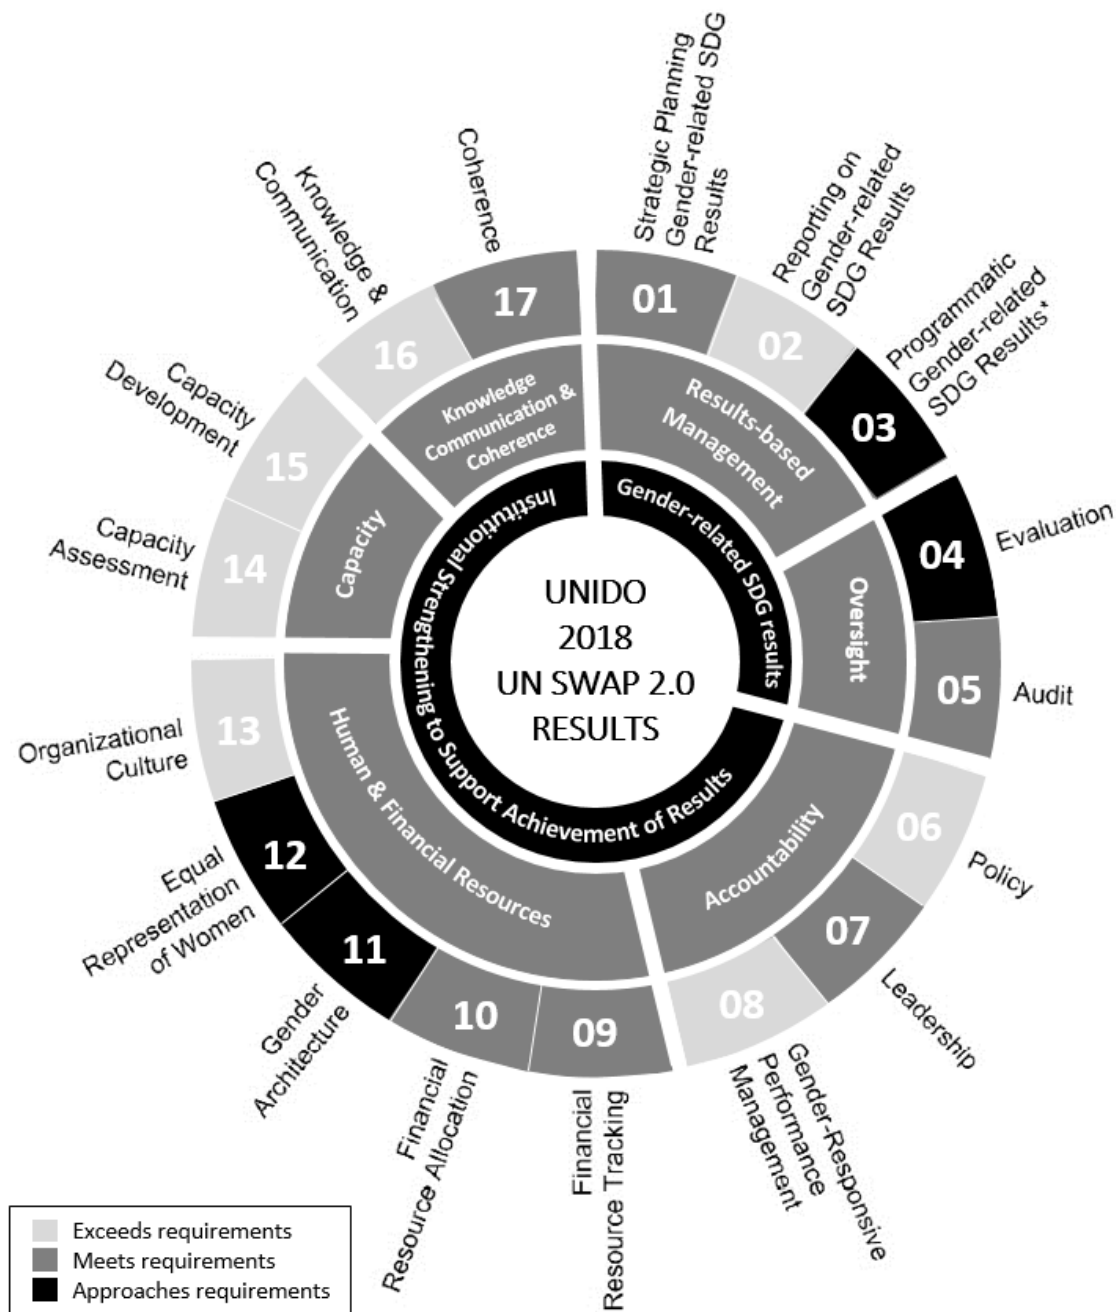 UNIDO
2018
UN SWAP 2.0
RESULTS
Gender-related SDG results
Institutional Strengthening to Support Achievement of Results
Results-based
Management
Oversight
Accountability
Human & Financial Resources
Capacity
Knowledge
Communication &
Coherence
01
Strategic Planning
Gender-related SDG
Results
02
Reporting on
Gender-related
SDG Results
03
Programmatic
Gender-related
SDG Results*
04
Evaluation
05
Audit
06
Policy
07
Leadership
08
Gender-Responsive
Performance
Management
09
Financial
Resource Tracking
10
Financial
Resource Allocation
11
Gender
Architecture
12
Equal
Representation
of Women
13
Organizational
Culture
14
Capacity
Assessment
15
Capacity
Development
16
Knowledge &
Communication
17
Coherence
Exceeds requirements
Meets requirements
Approaches requirements